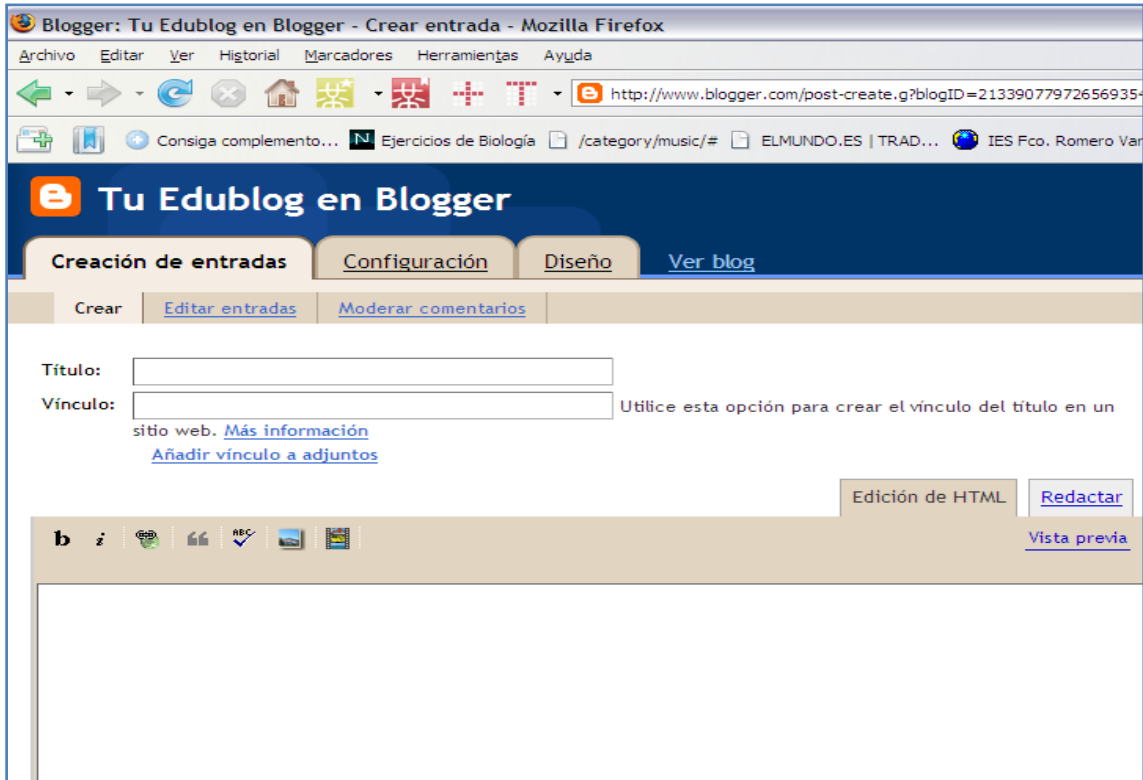 Blogger: Tu Edublog en Blogger - Crear entrada - Mozilla Firefox
Archivo Editar Ver Historial Marcadores Herramientas Ayuda
http://www.blogger.com/post-create.g?blogID=21339077972656935
Consiga complemento... Ejercicios de Biología /category/music/# ELMUNDO.ES | TRAD... IES Fco. Romero Var
Tu Edublog en Blogger
Creación de entradas Configuración Diseño Ver blog
Crear Editar entradas Moderar comentarios
Título:
Vínculo: Utilice esta opción para crear el vínculo del título en un
sitio web. Más información
Añadir vínculo a adjuntos
Edición de HTML Redactar
b i ABC Vista previa